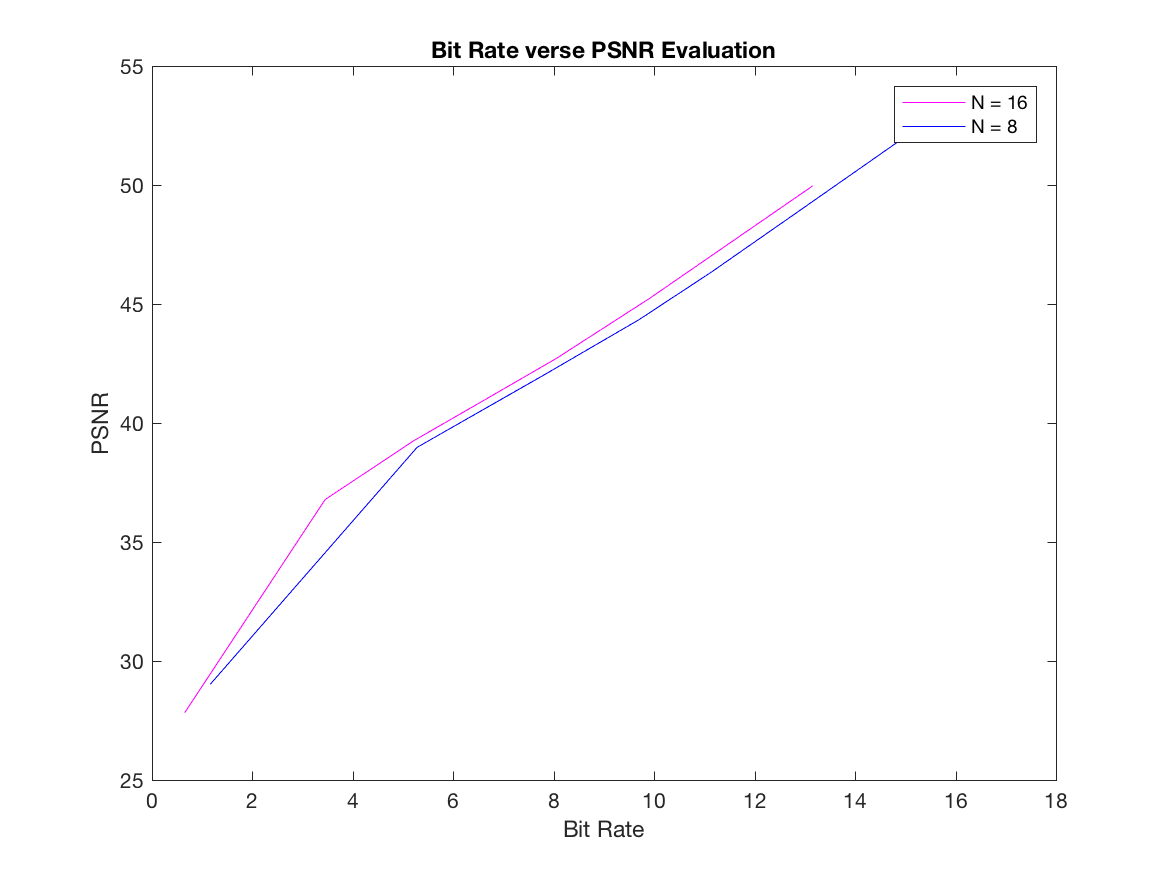 Bit Rate verse PSNR Evaluation
55
50
45
40
35
30
25
PSNR
N = 16
N = 8
0 2 4 6 8 10 12 14 16 18
Bit Rate